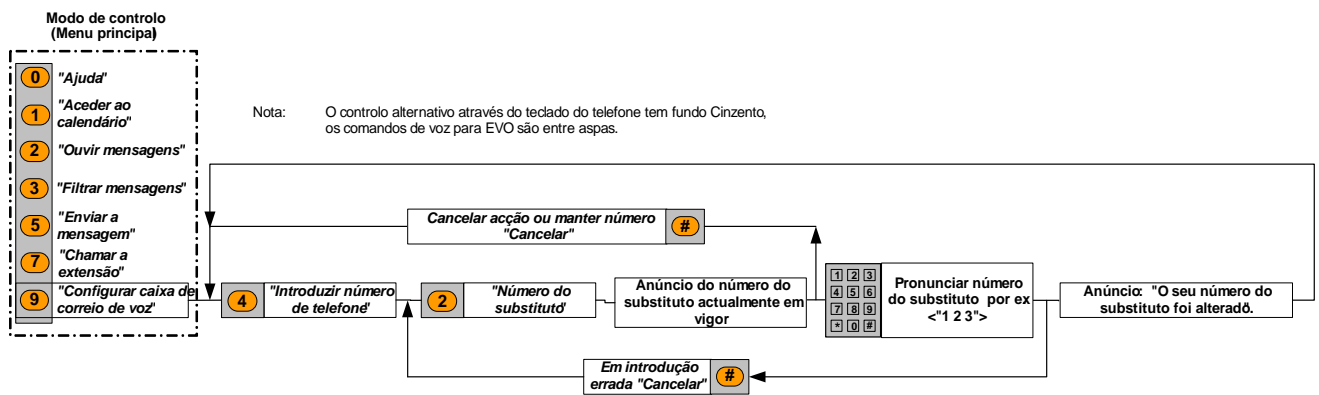 Modo de controlo
(Menu principal)
0 "Ajuda"
1 "Aceder ao
calendário"
2 "Ouvir mensagens"
3 "Filtrar mensagens"
5 "Enviar a
mensagem"
7 "Chamar a
extensão"
9 "Configurar caixa de
correio de voz"
Nota: O controlo alternativo através do teclado do telefone tem fundo Cinzento,
os comandos de voz para EVO são entre aspas.
Cancelar acção ou manter número
"Cancelar"
#
4 "Introduzir número
de telefone"
2 "Número do
substituto"
Anúncio do número do
substituto actualmente em
vigor
1 2 3
4 5 6
7 8 9
* 0 #
Pronunciar número
do substituto por ex
<"1 2 3">
Anúncio: "O seu número do
substituto foi alterado".
Em introdução
errada "Cancelar"
#